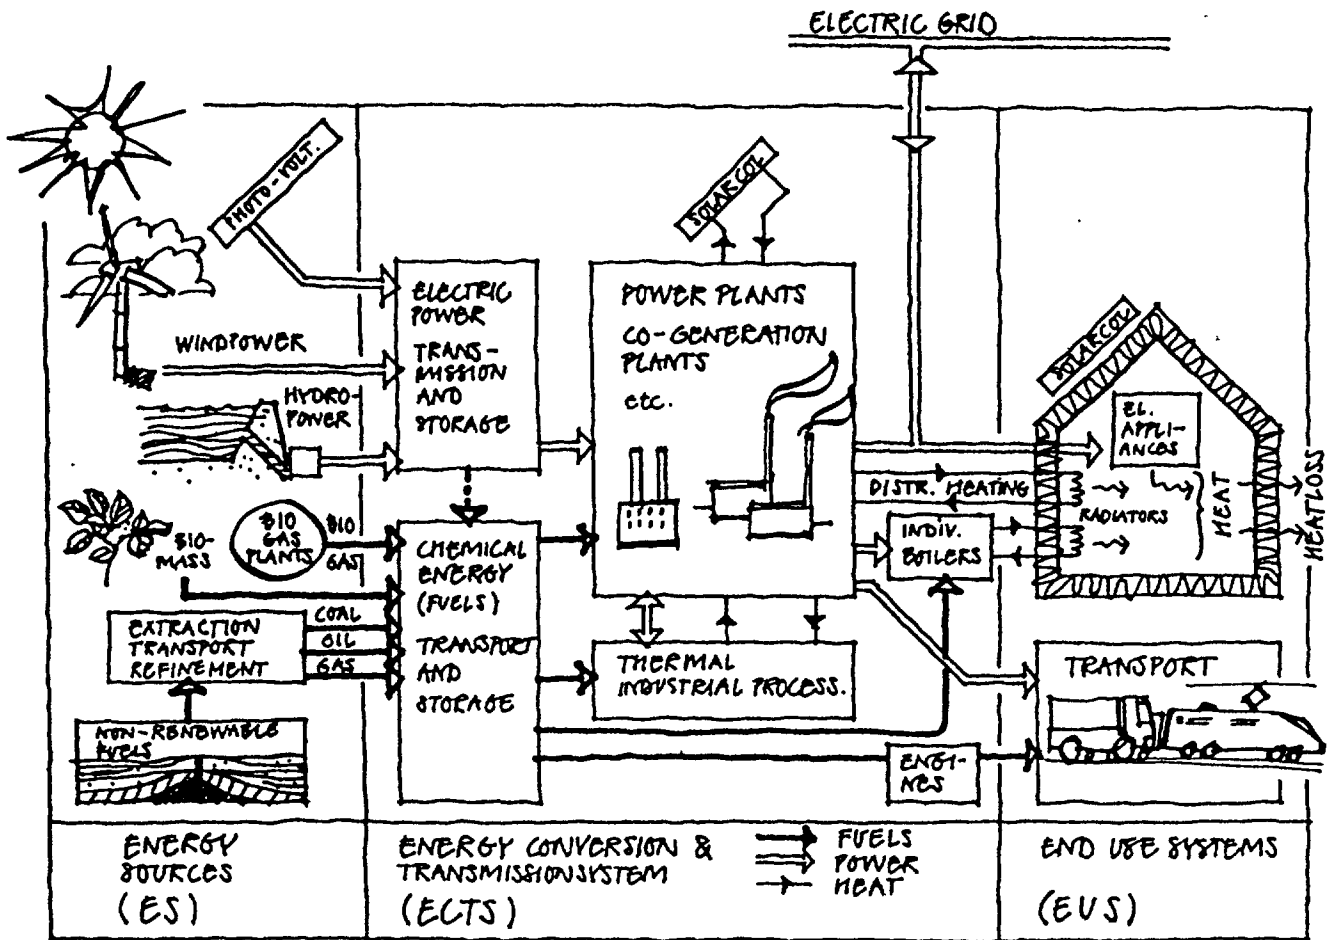 ELECTRIC GRID
PHOTO-VOLT.
SOLAR COL
ELECTRIC
POWER
TRANS-
MISSION
AND
STORAGE
POWER PLANTS
CO-GENERATION
PLANTS
etc.
WINDPOWER
HYDRO-
POWER
SOLAR COL
EL.
APPLI-
ANCES
DISTR. HEATING
RADIATORS
HEAT
HEATLOSS
INDIV.
BOILERS
BIO-
MASS
BIO
GAS
PLANTS
BIO
GAS
CHEMICAL
ENERGY
(FUELS)
TRANSPORT
AND
STORAGE
EXTRACTION
TRANSPORT
REFINEMENT
COAL
OIL
GAS
THERMAL
INDUSTRIAL PROCESS.
TRANSPORT
NON-RENEWABLE
FUELS
ENGI-
NES
ENERGY
SOURCES
(ES)
ENERGY CONVERSION &
TRANSMISSIONSYSTEM
(ECTS)
FUELS
POWER
HEAT
END USE SYSTEMS
(EUS)